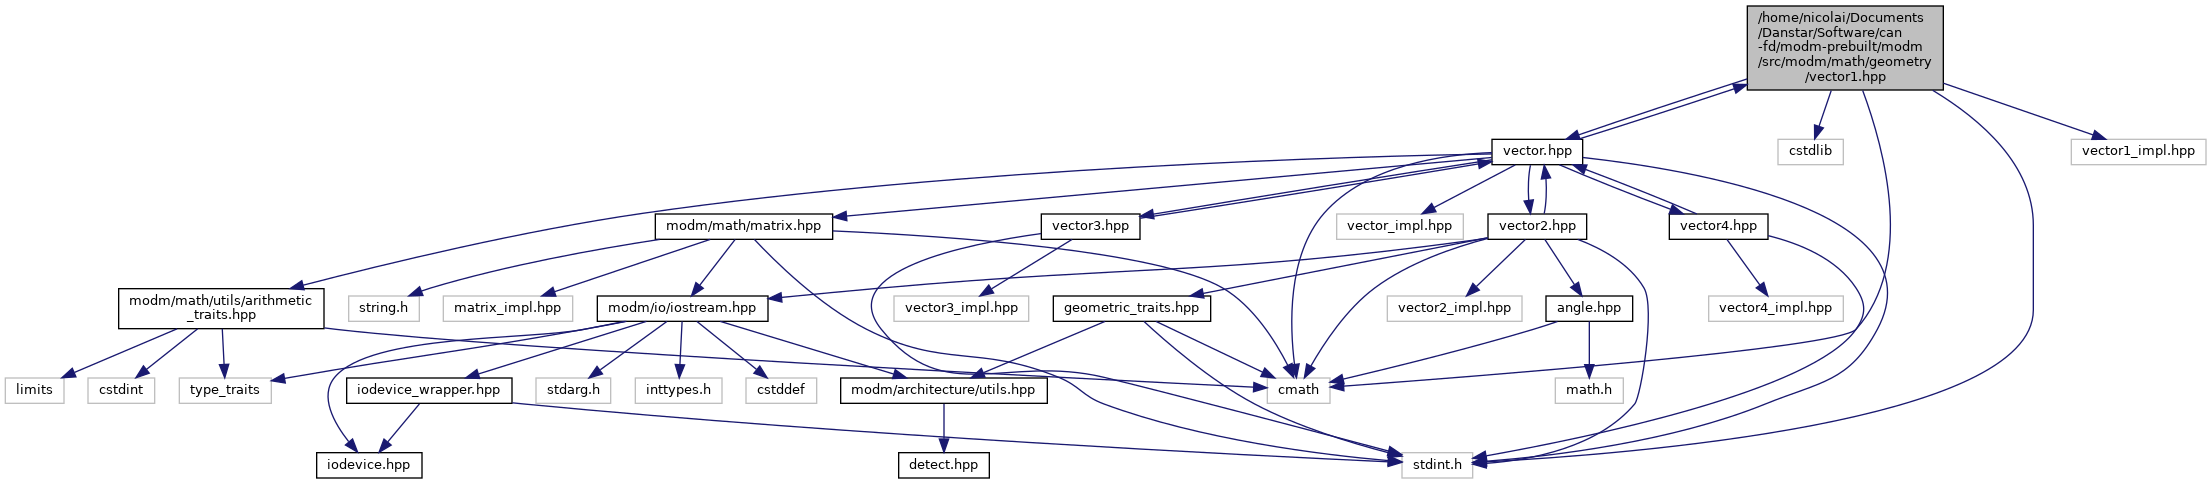 /home/nicolai/Documents
/Danstar/Software/can
-fd/modm-prebuilt/modm
/src/modm/math/geometry
/vector1.hpp
vector.hpp
cstdlib
vector1_impl.hpp
modm/math/matrix.hpp
vector3.hpp
vector_impl.hpp
vector2.hpp
vector4.hpp
modm/math/utils/arithmetic
_traits.hpp
string.h
matrix_impl.hpp
modm/io/iostream.hpp
vector3_impl.hpp
geometric_traits.hpp
vector2_impl.hpp
angle.hpp
vector4_impl.hpp
limits
cstdint
type_traits
iodevice_wrapper.hpp
stdarg.h
inttypes.h
cstddef
modm/architecture/utils.hpp
cmath
math.h
iodevice.hpp
detect.hpp
stdint.h